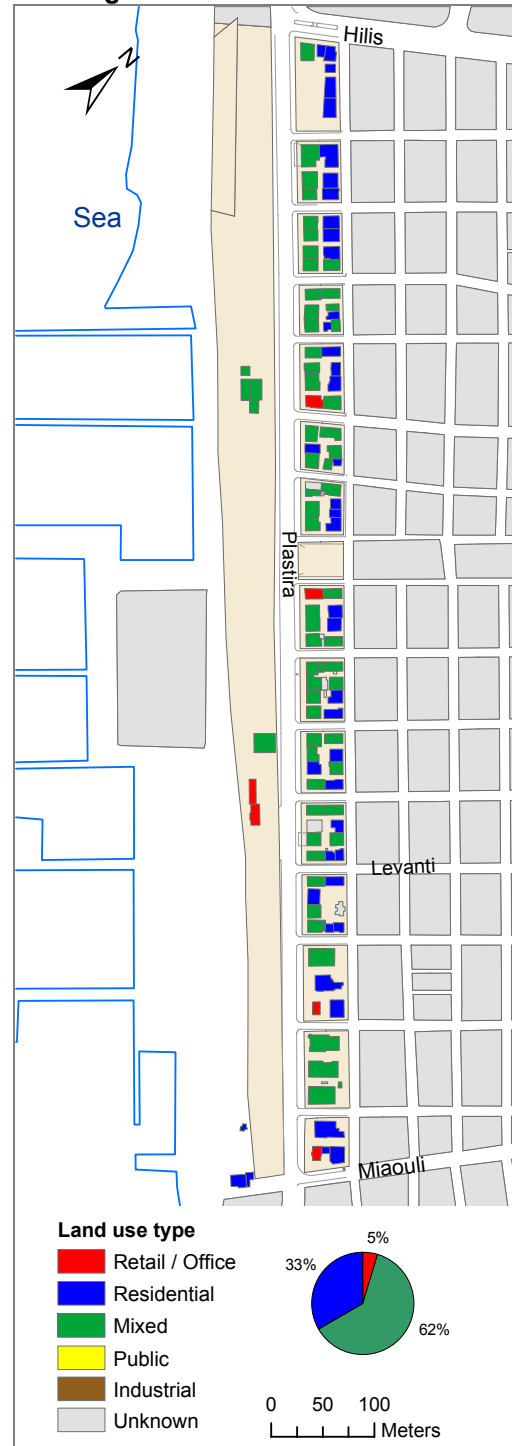 Hilis
N
Sea
Plastira
Levanti
Miaouli
Land use type
Retail / Office
Residential
Mixed
Public
Industrial
Unknown
5%
33%
62%
0 50 100
Meters